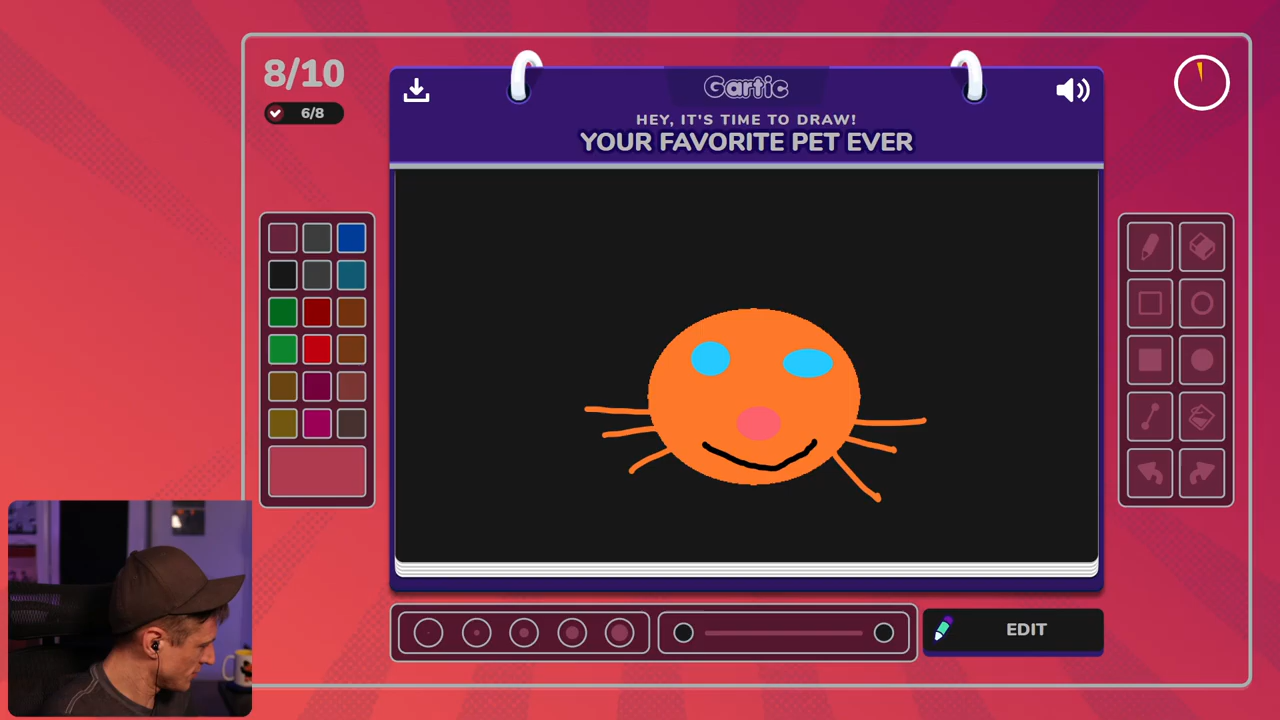 8/10
6/8
Gartic
HEY, IT'S TIME TO DRAW!
YOUR FAVORITE PET EVER
EDIT